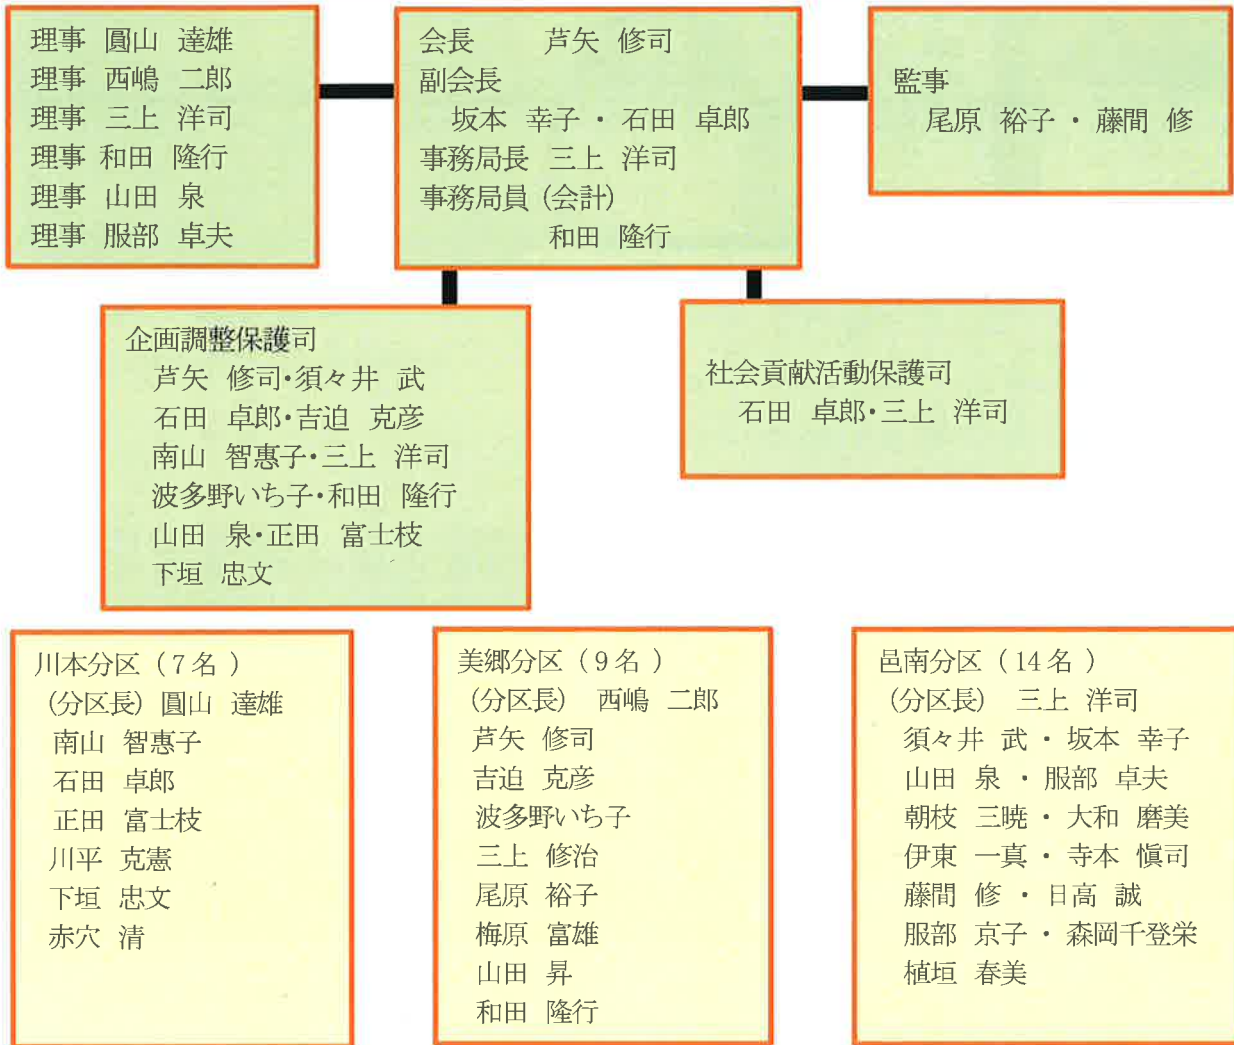 理事 圓山 達雄
理事 西嶋 二郎
理事 三上 洋司
理事 和田 隆行
理事 山田 泉
理事 服部 卓夫
会長 芦矢 修司
副会長
坂本 幸子 ・ 石田 卓郎
事務局長 三上 洋司
事務局員 (会計)
和田 隆行
監事
尾原 裕子 ・ 藤間 修
企画調整保護司
芦矢 修司・須々井 武
石田 卓郎・吉迫 克彦
南山 智惠子・三上 洋司
波多野いち子・和田 隆行
山田 泉・正田 富士枝
下垣 忠文
社会貢献活動保護司
石田 卓郎・三上 洋司
川本分区 (7名)
(分区長) 圓山 達雄
南山 智惠子
石田 卓郎
正田 富士枝
川平 克憲
下垣 忠文
赤穴 清
美郷分区 (9名)
(分区長) 西嶋 二郎
芦矢 修司
吉迫 克彦
波多野いち子
三上 修治
尾原 裕子
梅原 富雄
山田 昇
和田 隆行
邑南分区 (14名)
(分区長) 三上 洋司
須々井 武 ・ 坂本 幸子
山田 泉 ・ 服部 卓夫
朝枝 三暁 ・ 大和 磨美
伊東 一真 ・ 寺本 愼司
藤間 修 ・ 日高 誠
服部 京子 ・ 森岡千登栄
植垣 春美